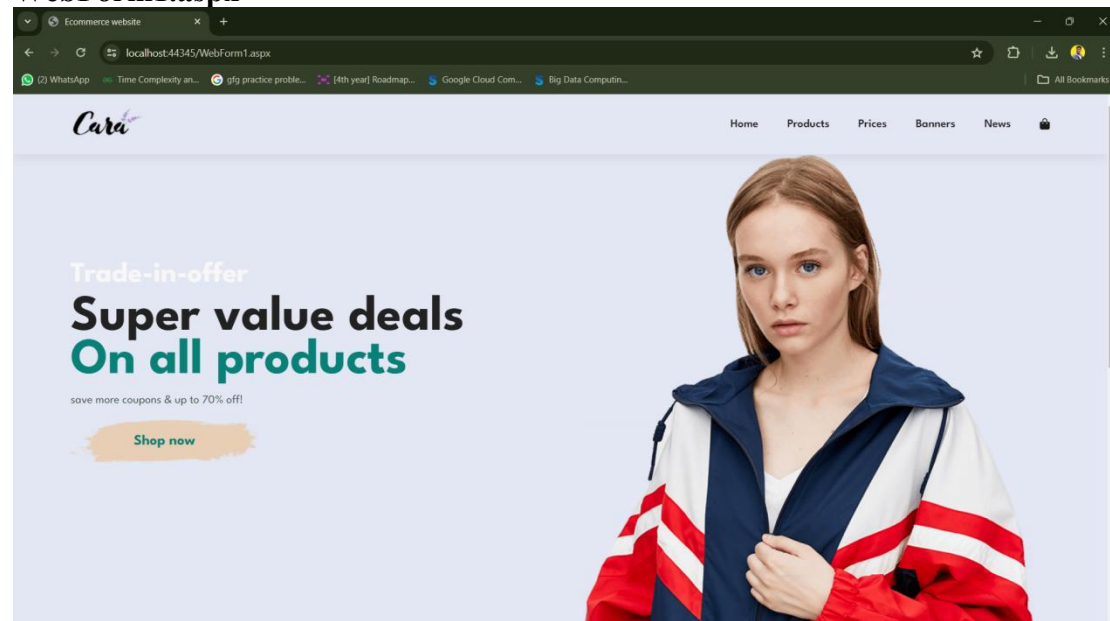 WebForm1.aspx
Ecommerce website
localhost:44345/WebForm1.aspx
(2) WhatsApp Time Complexity an... gfg practice proble... [4th year] Roadmap... Google Cloud Com... Big Data Computin... All Bookmarks
Cara Home Products Prices Banners News
Trade-in-offer
Super value deals
On all products
save more coupons & up to 70% off!
Shop now